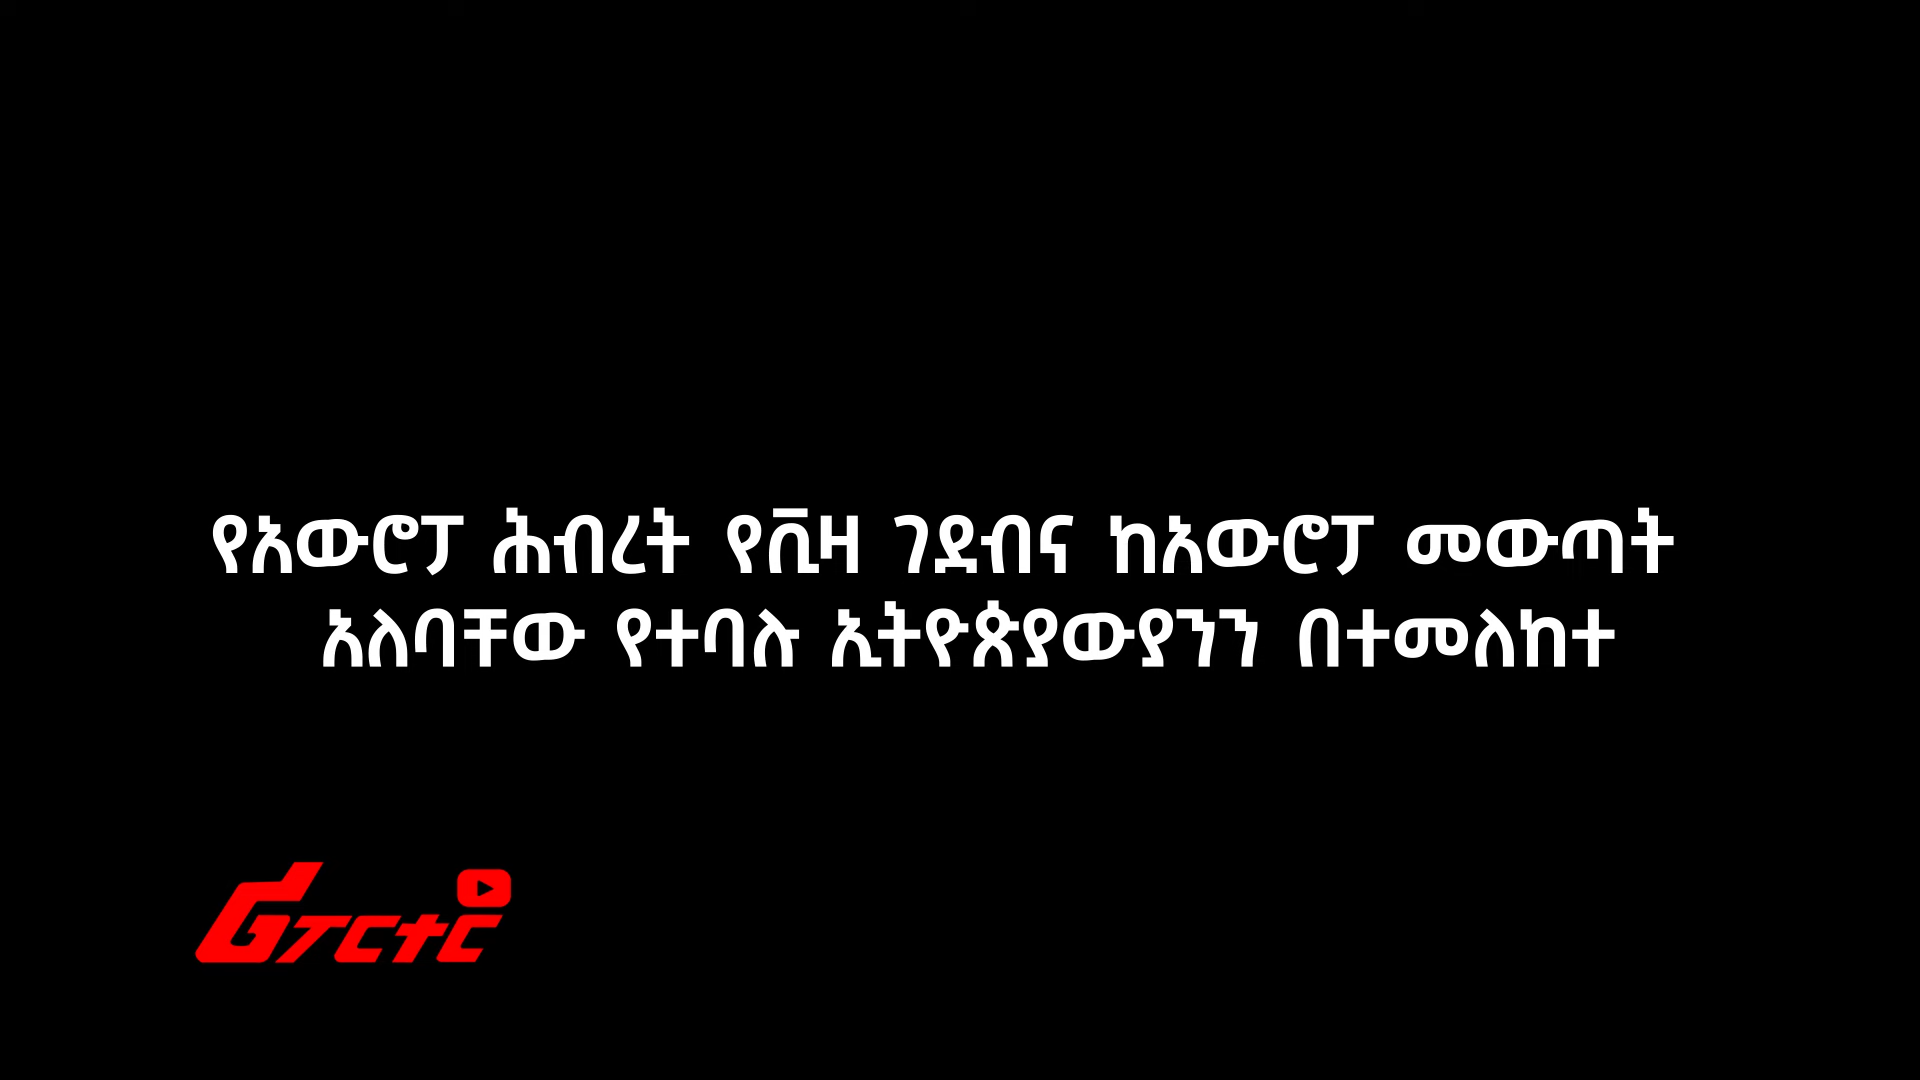 የአውሮፓ ሕብረት የቪዛ ገደብና ከአውሮፓ መውጣት
አለባቸው የተባሉ ኢትዮጵያውያንን በተመለከተ